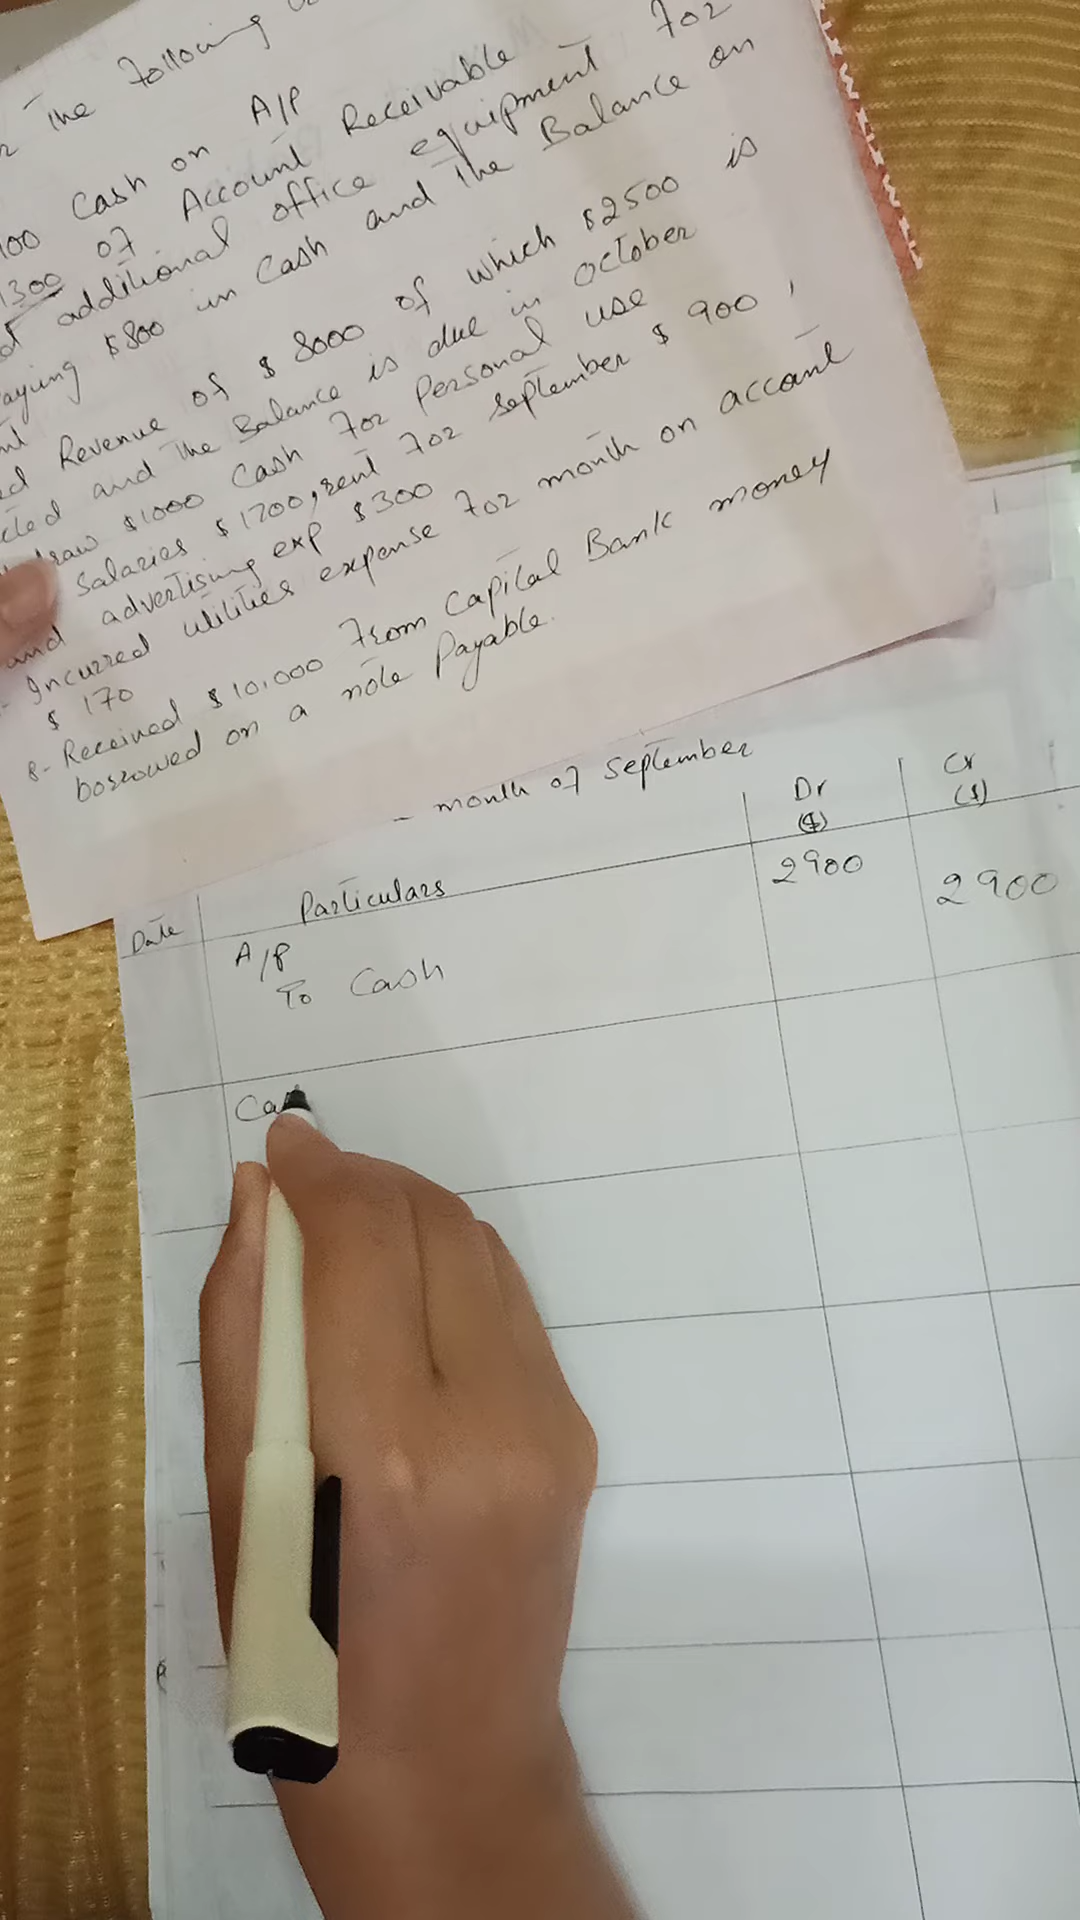 The following
Cash on A/P
1300 of Account Receivable
additional office equipment for
$800 in Cash and the Balance on
Revenue of $ 8000 of which $2500 is
and The Balance is due in October
$1000 Cash for Personal use
Salaries $ 1700, rent for September $ 900,
and advertising exp $300
Incurred utilities expense for month on account
$ 170
8- Received $ 10,000 from Capital Bank money
borrowed on a note Payable.
month of September
Date Particulars Dr ($) Cr ($)
A/P 2900
To Cash 2900
Ca